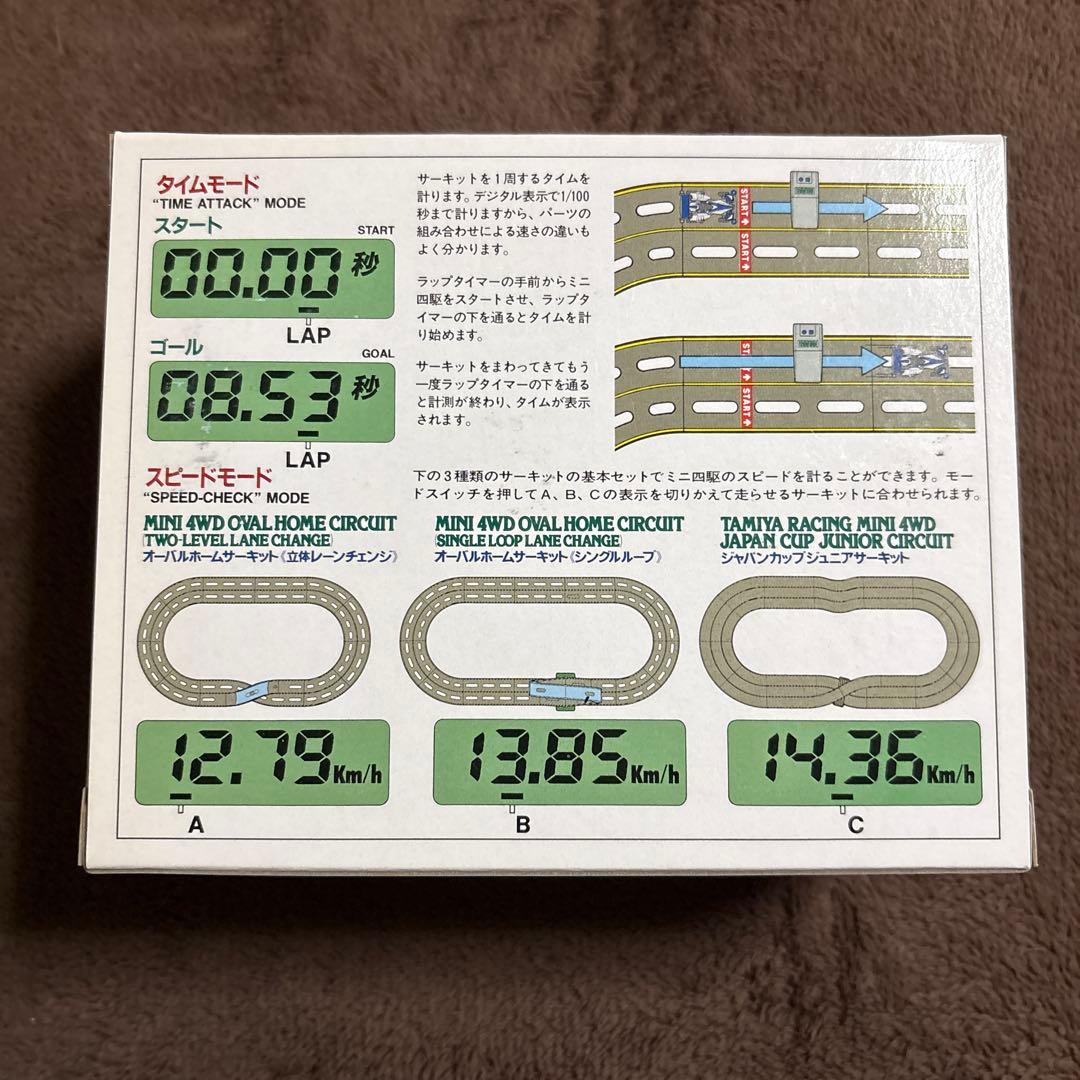 タイムモード
“TIME ATTACK” MODE
スタート
START
00.00秒
LAP
ゴール
GOAL
08.53秒
LAP
サーキットを1周するタイムを
計ります。デジタル表示で1/100
秒まで計りますから、パーツの
組み合わせによる速さの違いも
よく分かります。
ラップタイマーの手前からミニ
四駆をスタートさせ、ラップタ
イマーの下を通るとタイムを計
り始めます。
サーキットをまわってきてもう
一度ラップタイマーの下を通る
と計測が終わり、タイムが表示
されます。
START
START
ST
START
スピードモード
“SPEED-CHECK” MODE
下の3種類のサーキットの基本セットでミニ四駆のスピードを計ることができます。モー
ドスイッチを押してA、B、Cの表示を切りかえて走らせるサーキットに合わせられます。
MINI 4WD OVAL HOME CIRCUIT
(TWO-LEVEL LANE CHANGE)
オーバルホームサーキット《立体レーンチェンジ》
12.79Km/h
A
MINI 4WD OVAL HOME CIRCUIT
(SINGLE LOOP LANE CHANGE)
オーバルホームサーキット《シングルループ》
13.85Km/h
B
TAMIYA RACING MINI 4WD
JAPAN CUP JUNIOR CIRCUIT
ジャパンカップジュニアサーキット
14.36Km/h
C